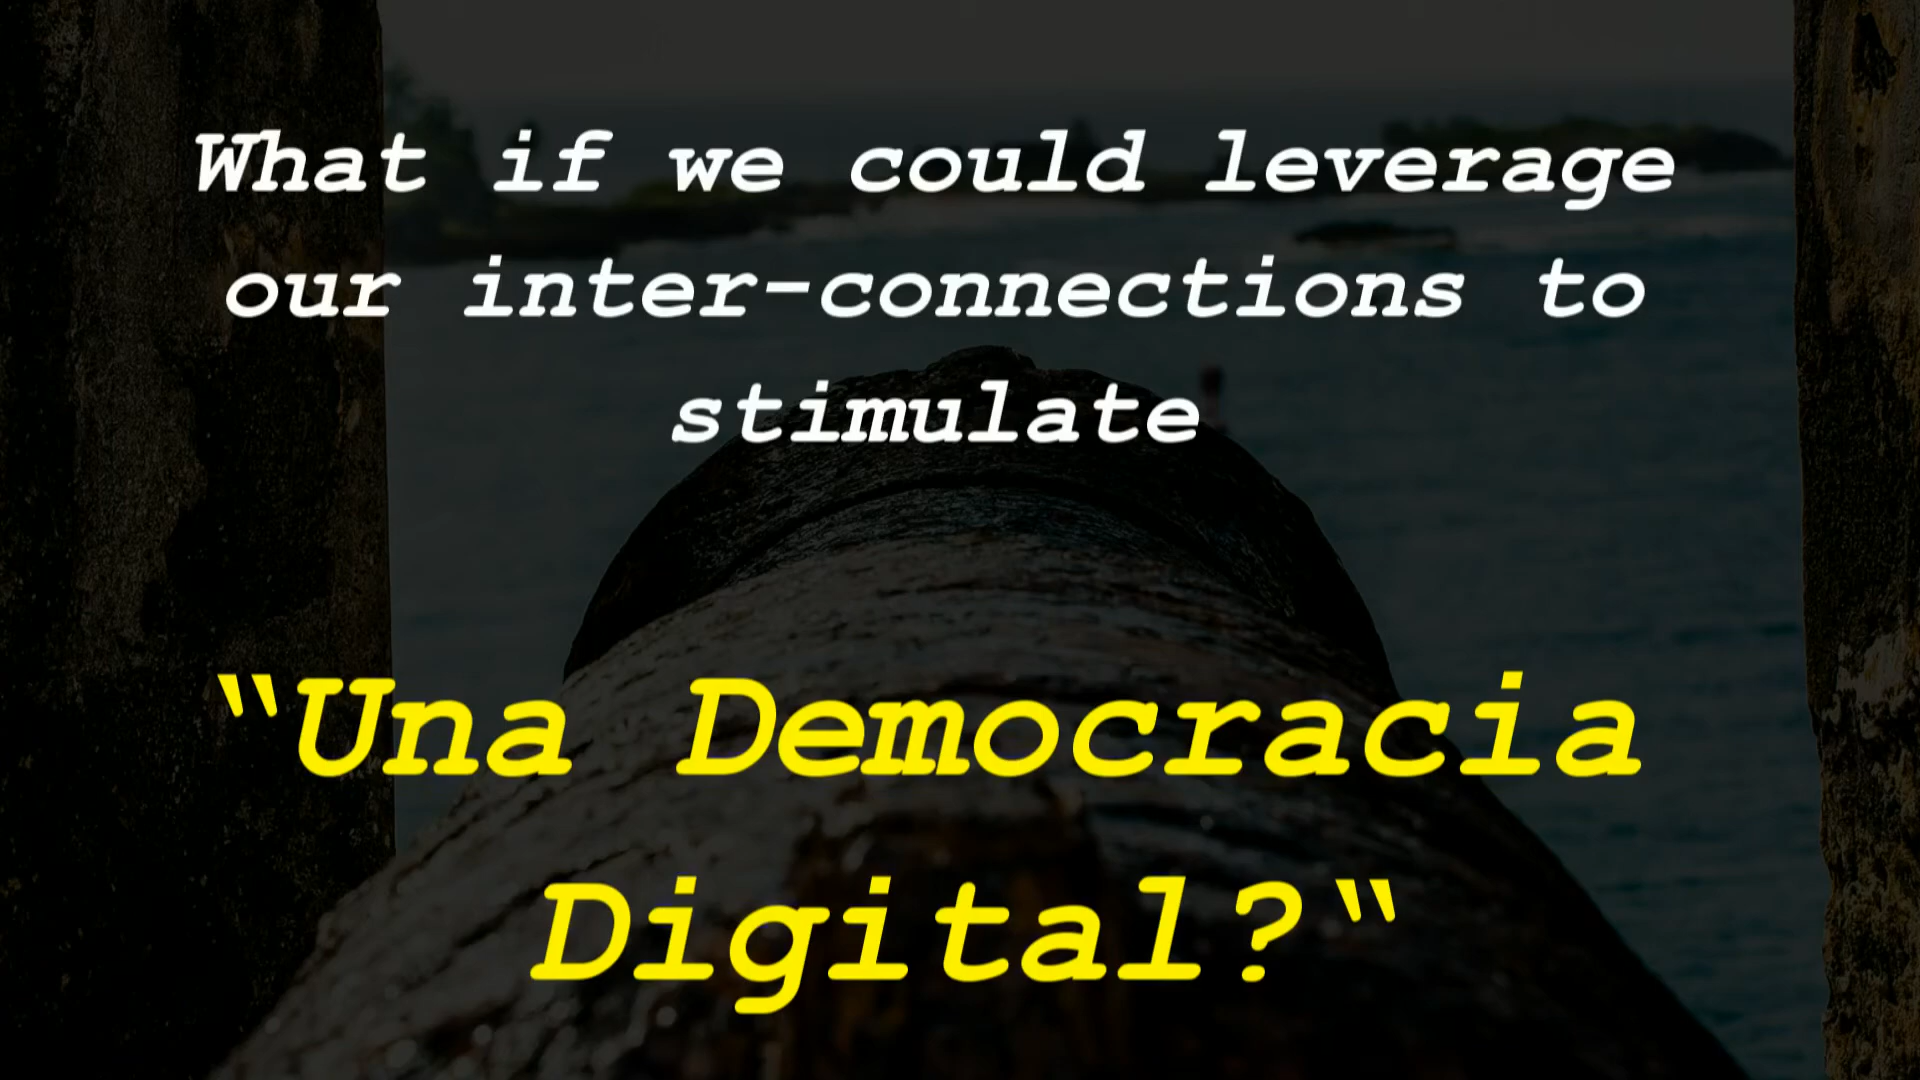 What if we could leverage
our inter-connections to
stimulate
“Una Democracia
Digital?“